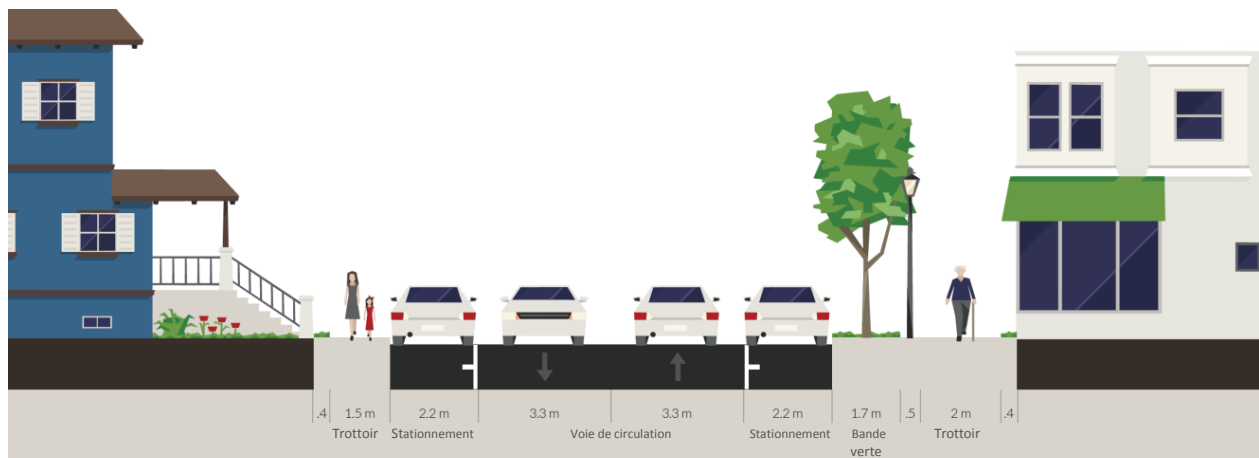 .4 1.5 m 2.2 m 3.3 m 3.3 m 2.2 m 1.7 m .5 2 m .4
Trottoir Stationnement Voie de circulation Stationnement Bande Trottoir
verte